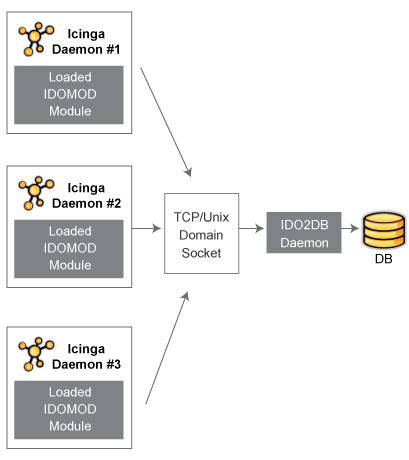 Icinga
Daemon #1
Loaded
IDOMOD
Module
Icinga
Daemon #2
Loaded
IDOMOD
Module
TCP/Unix
Domain
Socket
IDO2DB
Daemon
DB
Icinga
Daemon #3
Loaded
IDOMOD
Module